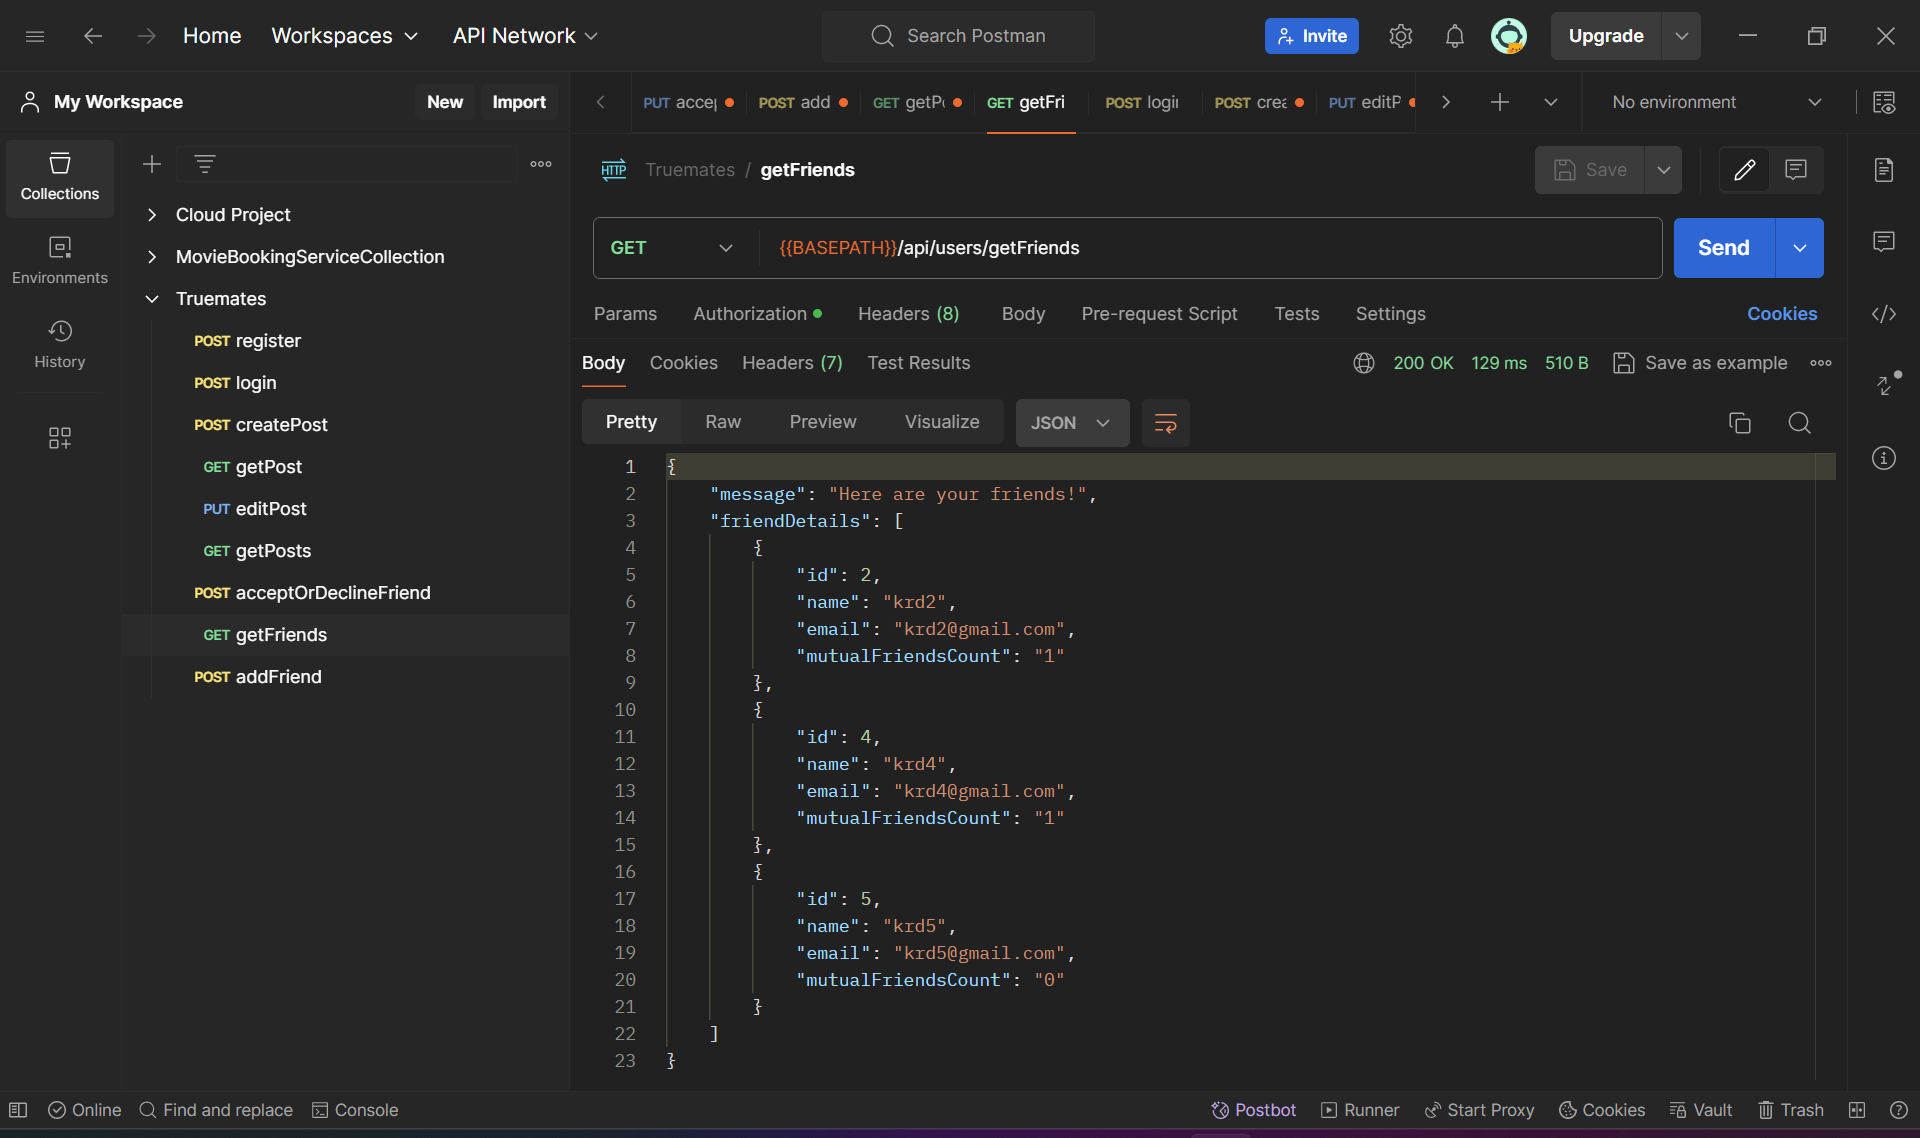 Home Workspaces API Network Search Postman Invite Upgrade
My Workspace New Import
PUT accep POST add GET getPo GET getFri POST login POST crea PUT editP No environment
Collections
Environments
History
Cloud Project
MovieBookingServiceCollection
Truemates
POST register
POST login
POST createPost
GET getPost
PUT editPost
GET getPosts
POST acceptOrDeclineFriend
GET getFriends
POST addFriend
HTTP Truemates / getFriends Save
GET {{BASEPATH}}/api/users/getFriends Send
Params Authorization Headers (8) Body Pre-request Script Tests Settings Cookies
Body Cookies Headers (7) Test Results 200 OK 129 ms 510 B Save as example
Pretty Raw Preview Visualize JSON
1 {
2 "message": "Here are your friends!",
3 "friendDetails": [
4 {
5 "id": 2,
6 "name": "krd2",
7 "email": "krd2@gmail.com",
8 "mutualFriendsCount": "1"
9 },
10 {
11 "id": 4,
12 "name": "krd4",
13 "email": "krd4@gmail.com",
14 "mutualFriendsCount": "1"
15 },
16 {
17 "id": 5,
18 "name": "krd5",
19 "email": "krd5@gmail.com",
20 "mutualFriendsCount": "0"
21 }
22 ]
23 }
Online Find and replace Console Postbot Runner Start Proxy Cookies Vault Trash